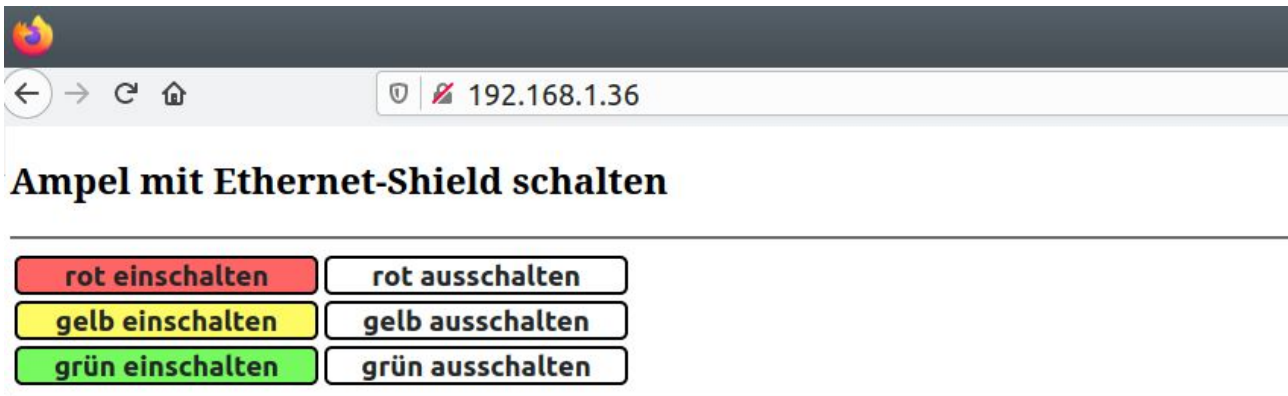 192.168.1.36
Ampel mit Ethernet-Shield schalten
rot einschalten rot ausschalten
gelb einschalten gelb ausschalten
grün einschalten grün ausschalten